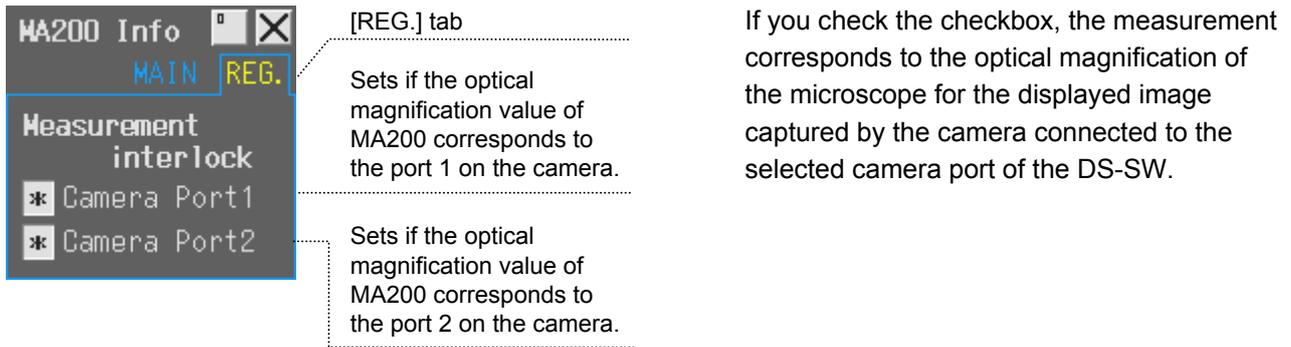 MA200 Info
MAIN REG.
Measurement
interlock
* Camera Port1
* Camera Port2
[REG.] tab
Sets if the optical
magnification value of
MA200 corresponds to
the port 1 on the camera.
Sets if the optical
magnification value of
MA200 corresponds to
the port 2 on the camera.
If you check the checkbox, the measurement
corresponds to the optical magnification of
the microscope for the displayed image
captured by the camera connected to the
selected camera port of the DS-SW.